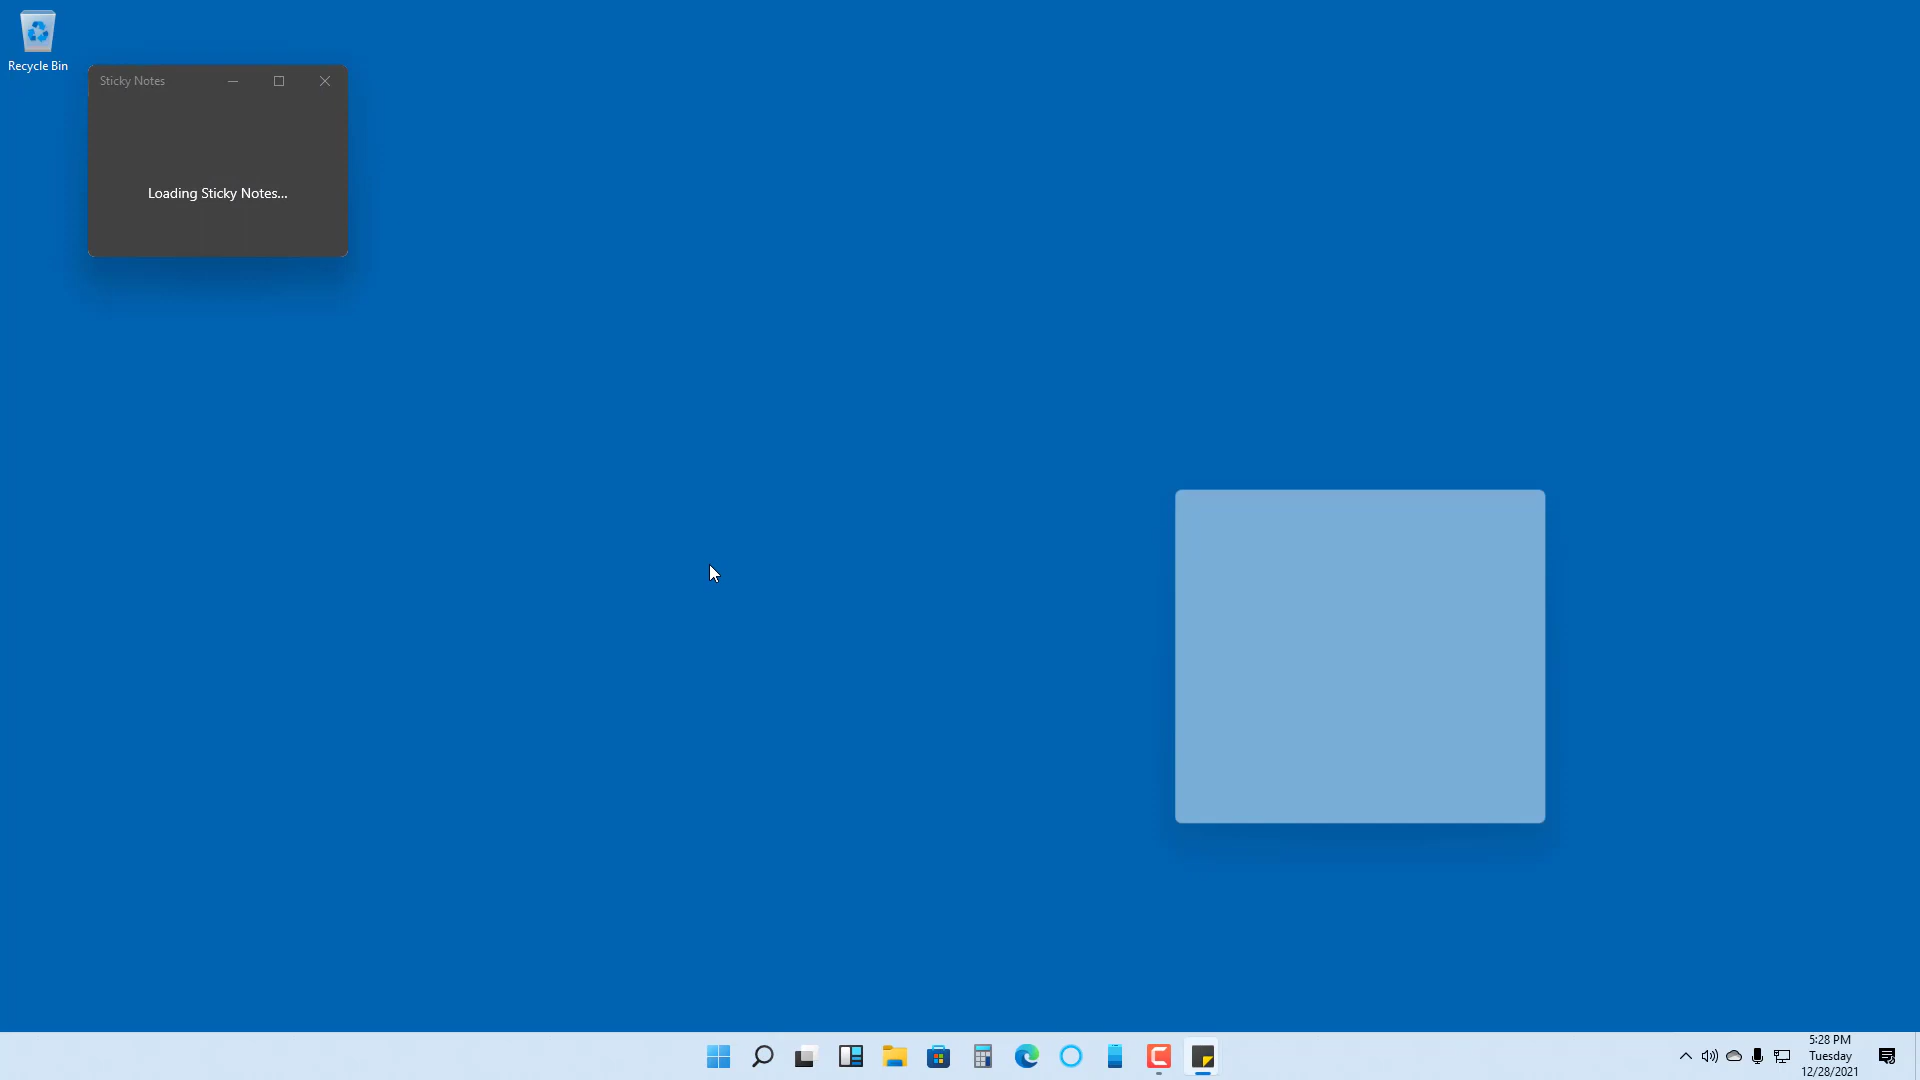 Recycle Bin
Sticky Notes
Loading Sticky Notes...
5:28 PM
Tuesday
12/28/2021